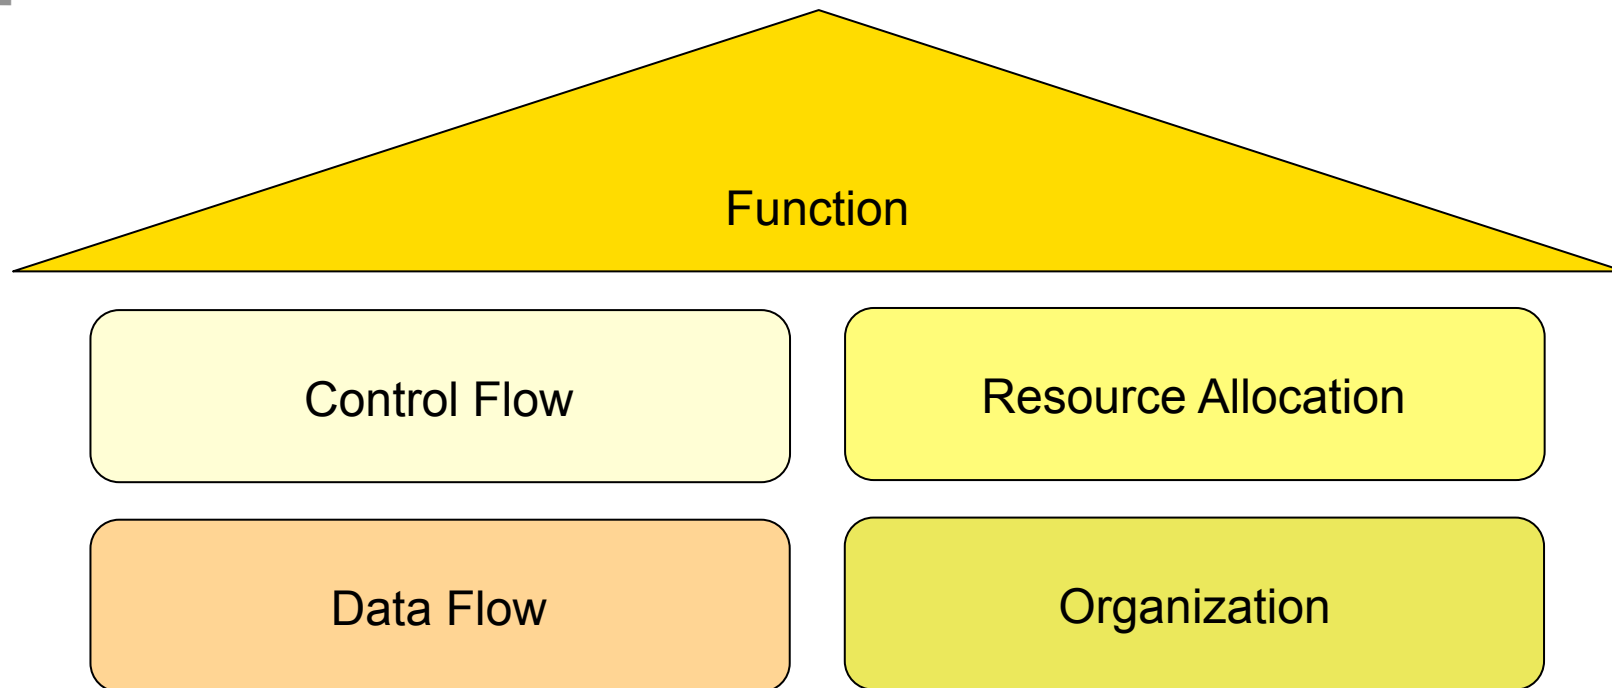 Function
Control Flow
Resource Allocation
Data Flow
Organization